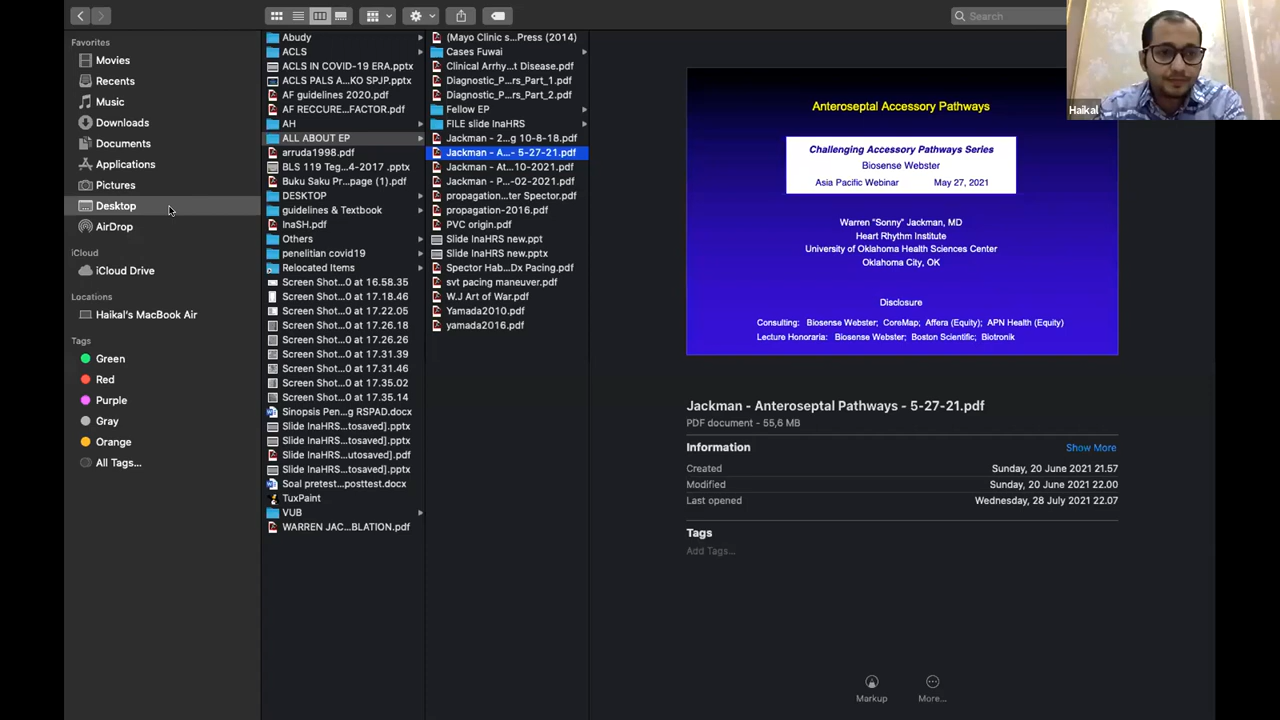 Search
Haikal
Favorites
Movies
Recents
Music
Downloads
Documents
Applications
Pictures
Desktop
AirDrop
iCloud
iCloud Drive
Locations
Haikal's MacBook Air
Tags
Green
Red
Purple
Gray
Orange
All Tags...
Abudy
ACLS
ACLS IN COVID-19 ERA.pptx
ACLS PALS A...KO SPJP.pptx
AF guidelines 2020.pdf
AF RECCURE...FACTOR.pdf
AH
ALL ABOUT EP
arruda1998.pdf
BLS 119 Teg...4-2017 .pptx
Buku Saku Pr...page (1).pdf
DESKTOP
guidelines & Textbook
InaSH.pdf
Others
penelitian covid19
Relocated Items
Screen Shot...0 at 16.58.35
Screen Shot...0 at 17.18.46
Screen Shot...0 at 17.22.05
Screen Shot...0 at 17.26.18
Screen Shot...0 at 17.26.26
Screen Shot...0 at 17.31.39
Screen Shot...0 at 17.31.46
Screen Shot...0 at 17.35.02
Screen Shot...0 at 17.35.14
Sinopsis Pen...g RSPAD.docx
Slide InaHRS...tosaved].pptx
Slide InaHRS...tosaved].pptx
Slide InaHRS...utosaved].pdf
Slide InaHRS...tosaved].pptx
Soal pretest...posttest.docx
TuxPaint
VUB
WARREN JAC...BLATION.pdf
(Mayo Clinic s...Press (2014)
Cases Fuwai
Clinical Arrhy...t Disease.pdf
Diagnostic_P...rs_Part_1.pdf
Diagnostic_P...rs_Part_2.pdf
Fellow EP
FILE slide InaHRS
Jackman - 2...g 10-8-18.pdf
Jackman - A...- 5-27-21.pdf
Jackman - At...10-2021.pdf
Jackman - P...-02-2021.pdf
propagation...ter Spector.pdf
propagation-2016.pdf
PVC origin.pdf
Slide InaHRS new.ppt
Slide InaHRS new.pptx
Spector Hab...Dx Pacing.pdf
svt pacing maneuver.pdf
W.J Art of War.pdf
Yamada2010.pdf
yamada2016.pdf
Anteroseptal Accessory Pathways
Challenging Accessory Pathways Series
Biosense Webster
Asia Pacific Webinar May 27, 2021
Warren "Sonny" Jackman, MD
Heart Rhythm Institute
University of Oklahoma Health Sciences Center
Oklahoma City, OK
Disclosure
Consulting: Biosense Webster; CoreMap; Affera (Equity); APN Health (Equity)
Lecture Honoraria: Biosense Webster; Boston Scientific; Biotronik
Jackman - Anteroseptal Pathways - 5-27-21.pdf
PDF document - 55,6 MB
Information Show More
Created Sunday, 20 June 2021 21.57
Modified Sunday, 20 June 2021 22.00
Last opened Wednesday, 28 July 2021 22.07
Tags
Add Tags...
Markup More...